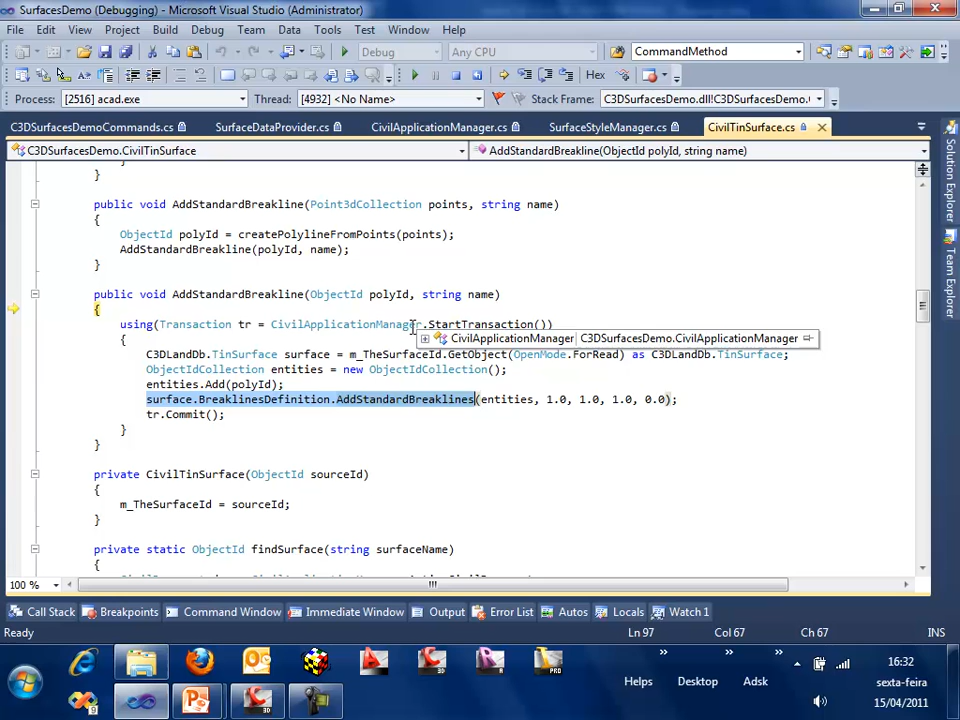 SurfacesDemo (Debugging) - Microsoft Visual Studio (Administrator)
File Edit View Project Build Debug Team Data Tools Test Window Help
Debug Any CPU CommandMethod
Hex
Process: [2516] acad.exe Thread: [4932] <No Name> Stack Frame: C3DSurfacesDemo.dll!C3DSurfacesDemo.
C3DSurfacesDemoCommands.cs SurfaceDataProvider.cs CivilApplicationManager.cs SurfaceStyleManager.cs CivilTinSurface.cs
C3DSurfacesDemo.CivilTinSurface AddStandardBreakline(ObjectId polyId, string name)
}
public void AddStandardBreakline(Point3dCollection points, string name)
{
ObjectId polyId = createPolylineFromPoints(points);
AddStandardBreakline(polyId, name);
}
public void AddStandardBreakline(ObjectId polyId, string name)
{
using(Transaction tr = CivilApplicationManager.StartTransaction())
{
CivilApplicationManager C3DSurfacesDemo.CivilApplicationManager
C3DLandDb.TinSurface surface = m_TheSurfaceId.GetObject(OpenMode.ForRead) as C3DLandDb.TinSurface;
ObjectIdCollection entities = new ObjectIdCollection();
entities.Add(polyId);
surface.BreaklinesDefinition.AddStandardBreaklines(entities, 1.0, 1.0, 1.0, 0.0);
tr.Commit();
}
}
private CivilTinSurface(ObjectId sourceId)
{
m_TheSurfaceId = sourceId;
}
private static ObjectId findSurface(string surfaceName)
{
100 %
Call Stack Breakpoints Command Window Immediate Window Output Error List Autos Locals Watch 1
Ready Ln 97 Col 67 Ch 67 INS
Solution Explorer
Team Explorer
Helps Desktop Adsk
16:32
sexta-feira
15/04/2011